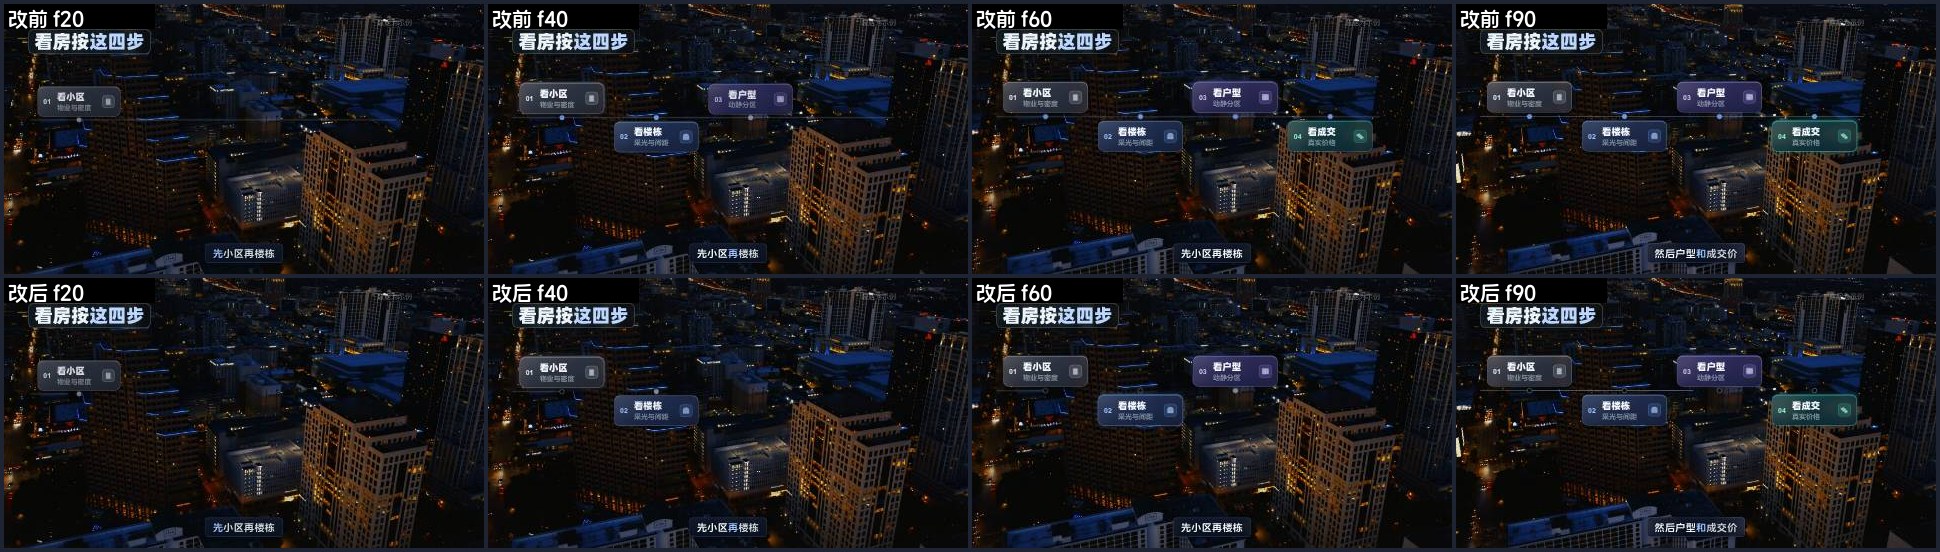 改前 f20
看房按这四步
01 看小区
物业与密度
先小区再楼栋
改前 f40
看房按这四步
01 看小区
物业与密度
03 看户型
动静分区
02 看楼栋
采光与间距
先小区再楼栋
改前 f60
看房按这四步
01 看小区
物业与密度
03 看户型
动静分区
02 看楼栋
采光与间距
04 看成交
真实价格
先小区再楼栋
改前 f90
看房按这四步
01 看小区
物业与密度
03 看户型
动静分区
02 看楼栋
采光与间距
04 看成交
真实价格
然后户型和成交价
改后 f20
看房按这四步
01 看小区
物业与密度
先小区再楼栋
改后 f40
看房按这四步
01 看小区
物业与密度
02 看楼栋
采光与间距
先小区再楼栋
改后 f60
看房按这四步
01 看小区
物业与密度
03 看户型
动静分区
02 看楼栋
采光与间距
先小区再楼栋
改后 f90
看房按这四步
01 看小区
物业与密度
03 看户型
动静分区
02 看楼栋
采光与间距
04 看成交
真实价格
然后户型和成交价